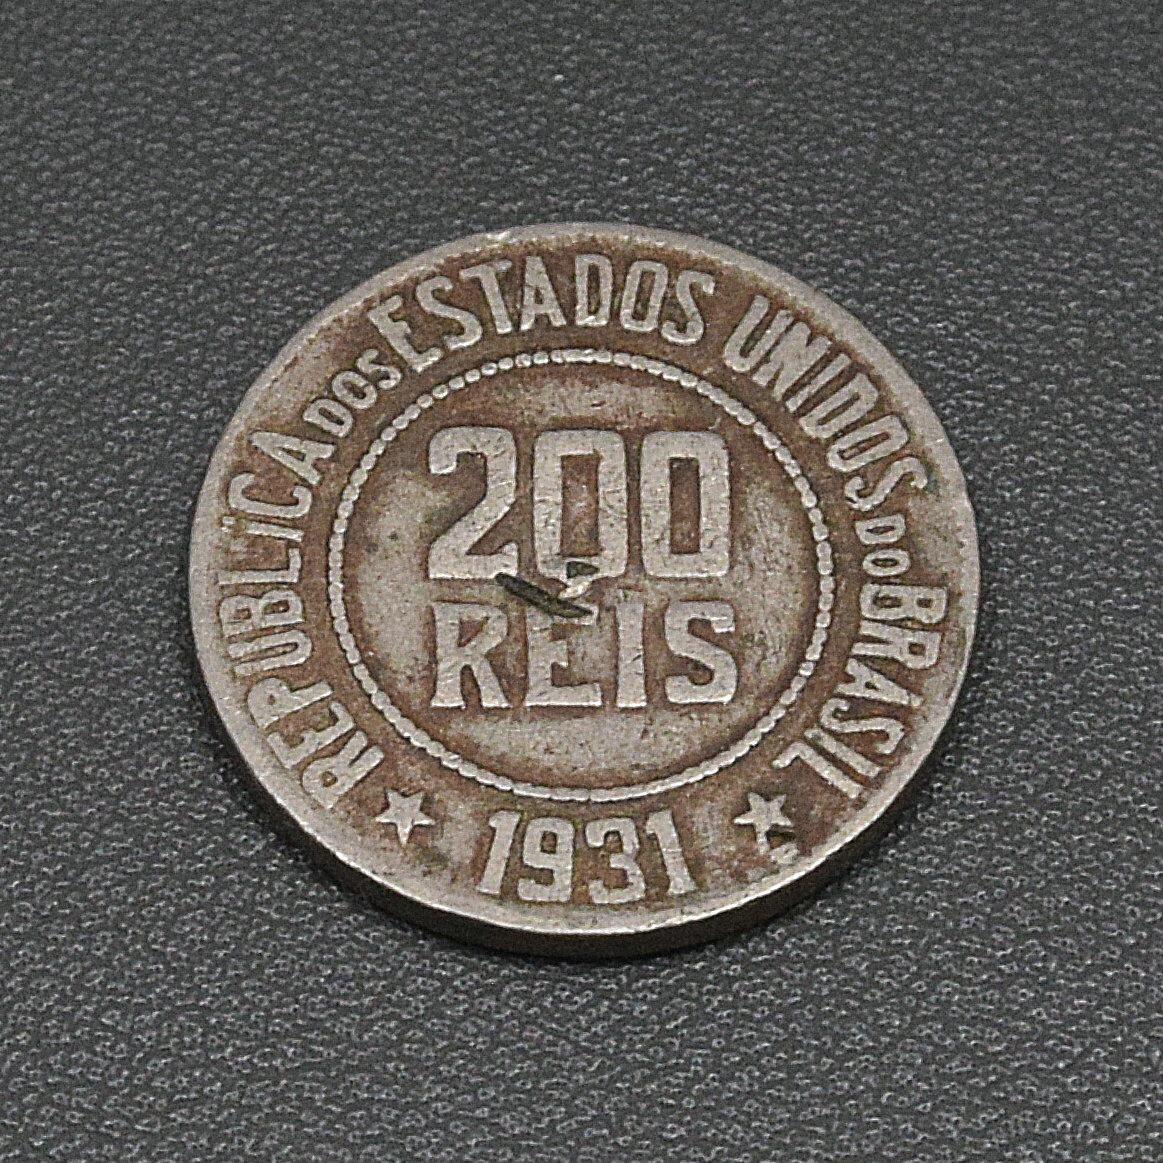 REPUBLICA DOS ESTADOS UNIDOS DO BRASIL
200
REIS
★ 1931 ★